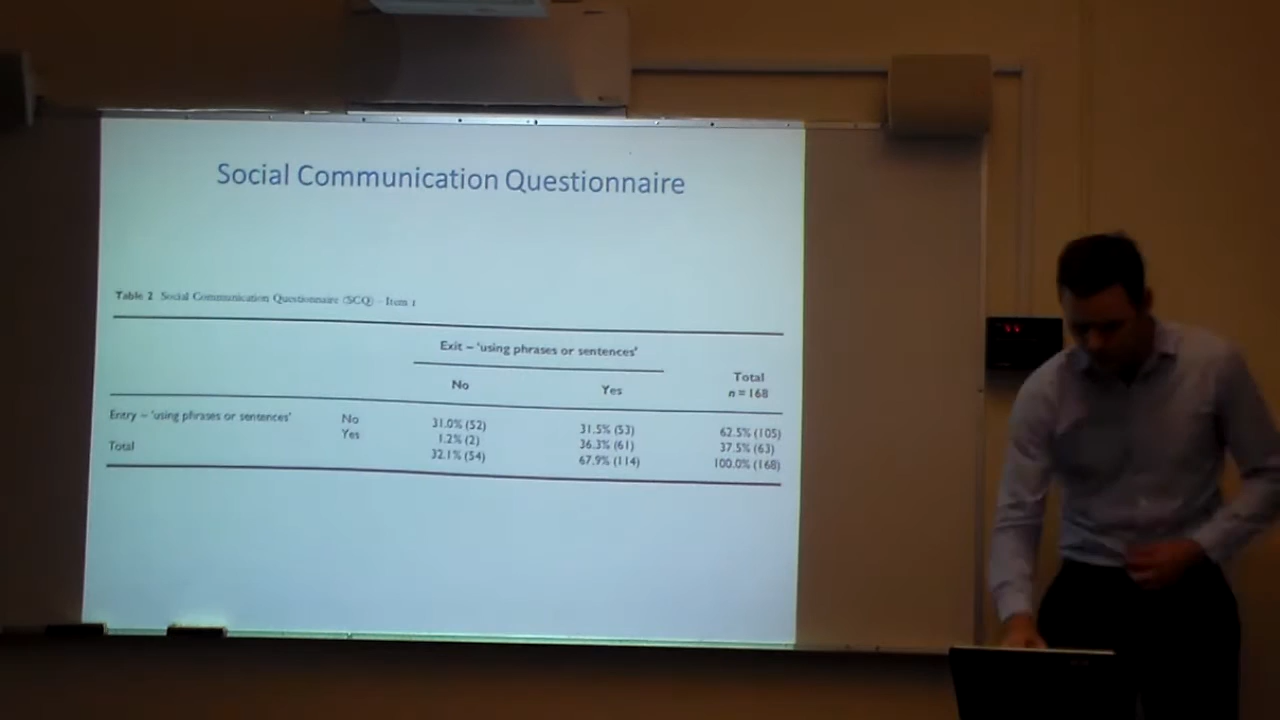 Social Communication Questionnaire
Table 2 Social Communication Questionnaire (SCQ) – Item 1
Exit – 'using phrases or sentences'
Total
No Yes n = 168
Entry – 'using phrases or sentences' No 31.0% (52) 31.5% (53) 62.5% (105)
Yes 1.2% (2) 36.3% (61) 37.5% (63)
Total 32.1% (54) 67.9% (114) 100.0% (168)